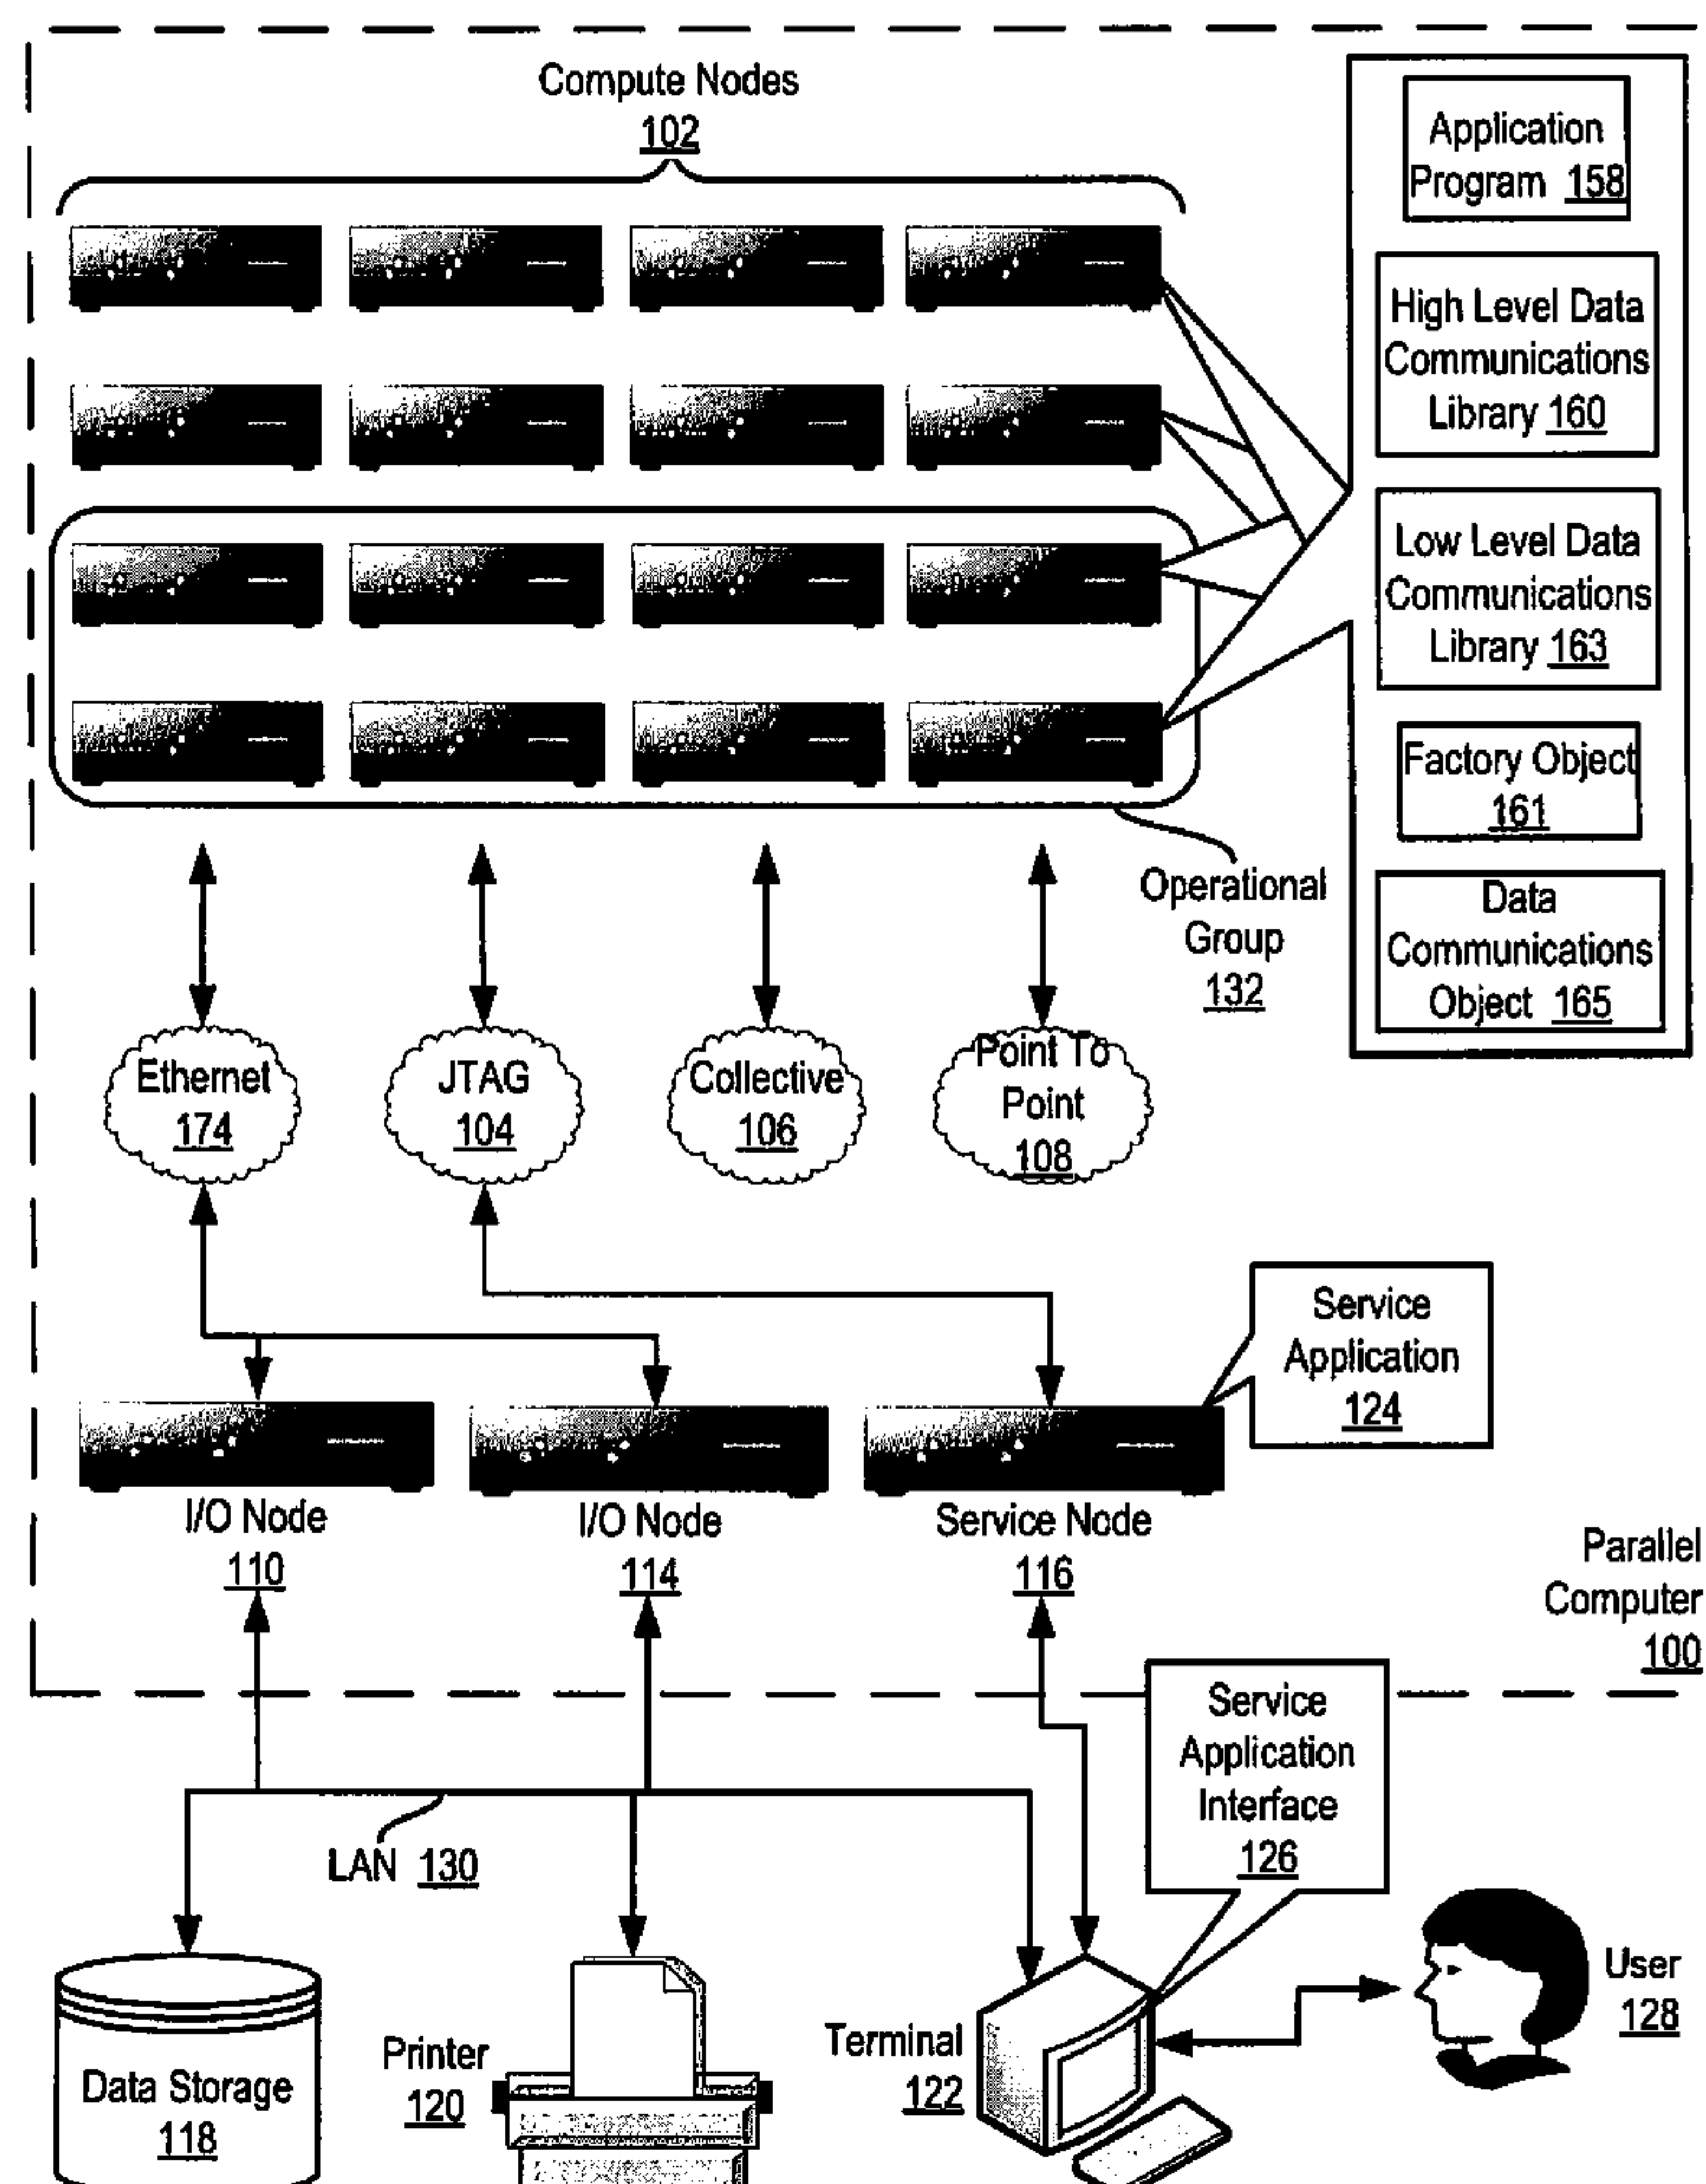 Compute Nodes
102
Application
Program 158
High Level Data
Communications
Library 160
Low Level Data
Communications
Library 163
Factory Object
161
Data
Communications
Object 165
Operational
Group
132
Ethernet
174
JTAG
104
Collective
106
Point To
Point
108
Service
Application
124
I/O Node
110
I/O Node
114
Service Node
116
Parallel
Computer
100
Service
Application
Interface
126
LAN 130
Data Storage
118
Printer
120
Terminal
122
User
128